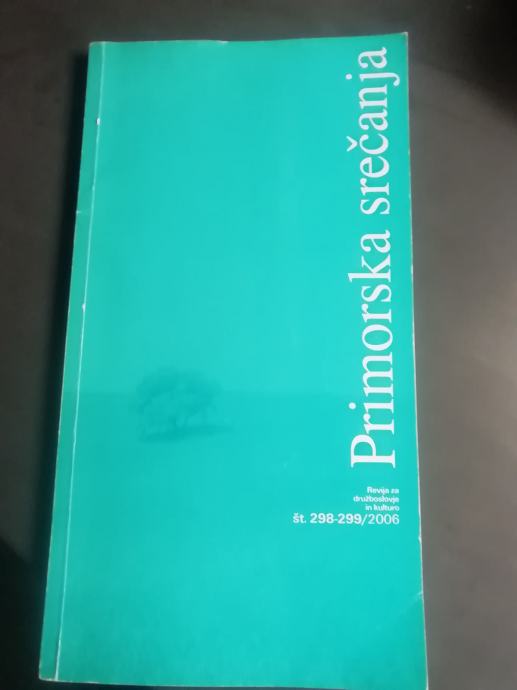 Primorska srečanja
Revija za
družboslovje
in kulturo
št. 298-299/2006